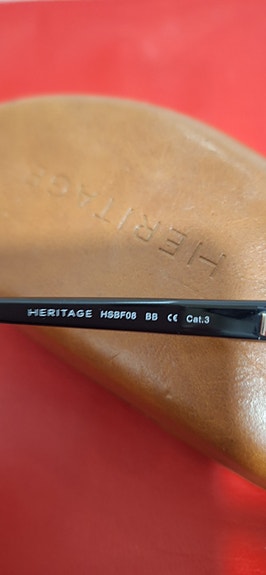 HERITAGE
HERITAGE HSBF08 BB CE Cat.3